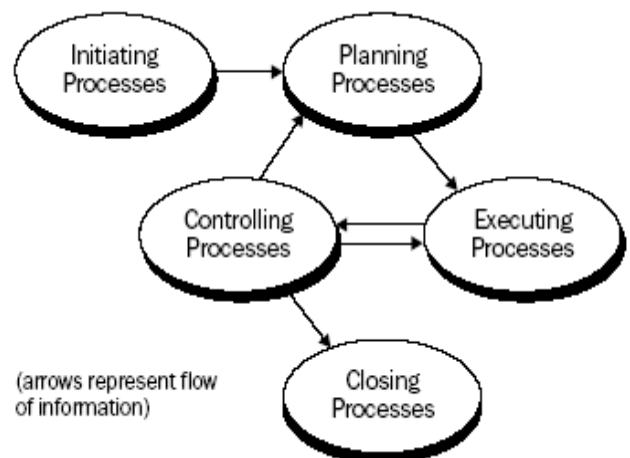 Initiating
Processes
Planning
Processes
Controlling
Processes
Executing
Processes
(arrows represent flow
of information)
Closing
Processes